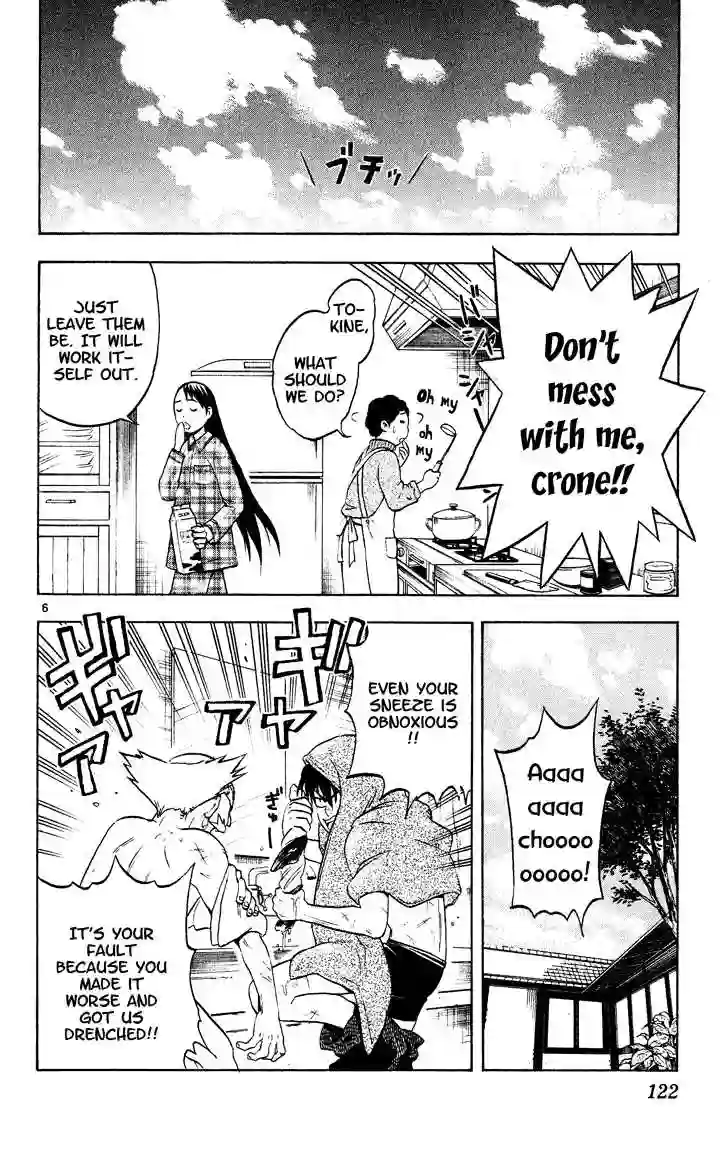 ブチッ
Don't
mess
with me,
crone!!
TO-
KINE,
WHAT
SHOULD
WE DO?
Oh my
oh
my
JUST
LEAVE THEM
BE. IT WILL
WORK IT-
SELF OUT.
6
Aaaa
aaaa
choooo
ooooo!
EVEN YOUR
SNEEZE IS
OBNOXIOUS
!!
ギャアア
ギャア
ぎゅー
IT'S YOUR
FAULT
BECAUSE YOU
MADE IT
WORSE AND
GOT US
DRENCHED!!
122